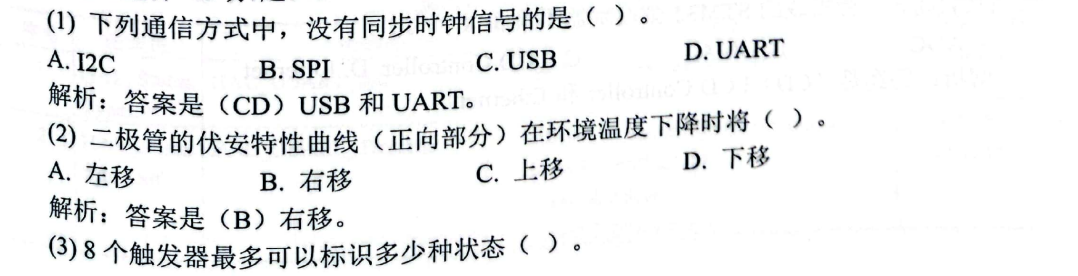 (1) 下列通信方式中，没有同步时钟信号的是（ ）。
A. I2C B. SPI C. USB D. UART
解析：答案是（CD）USB 和 UART。
(2) 二极管的伏安特性曲线（正向部分）在环境温度下降时将（ ）。
A. 左移 B. 右移 C. 上移 D. 下移
解析：答案是（B）右移。
(3) 8 个触发器最多可以标识多少种状态（ ）。